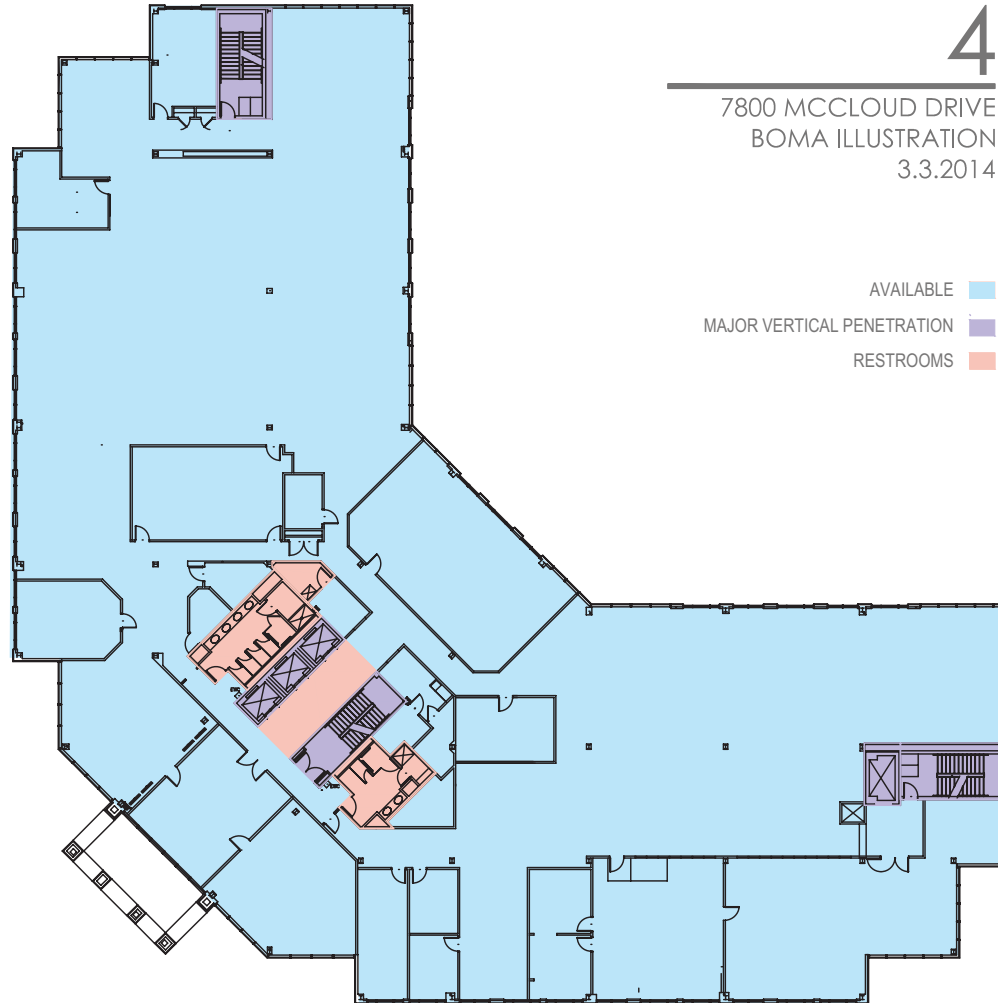 4
7800 MCCLOUD DRIVE
BOMA ILLUSTRATION
3.3.2014
AVAILABLE
MAJOR VERTICAL PENETRATION
RESTROOMS